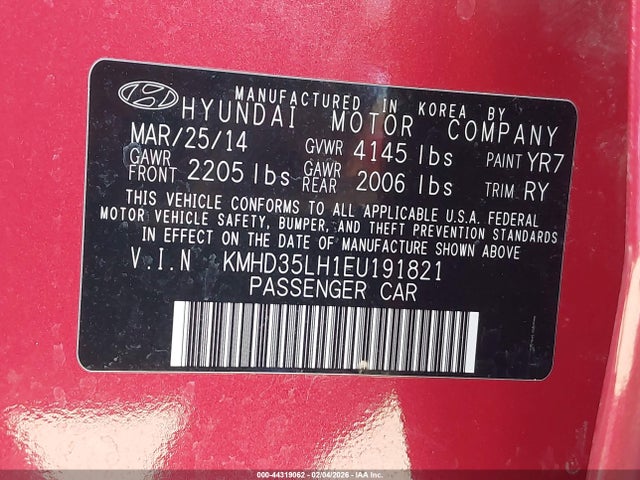 MANUFACTURED IN KOREA BY
HYUNDAI MOTOR COMPANY
MAR/25/14 GVWR 4145 lbs PAINT YR7
GAWR FRONT 2205 lbs GAWR REAR 2006 lbs TRIM RY
THIS VEHICLE CONFORMS TO ALL APPLICABLE U.S.A. FEDERAL
MOTOR VEHICLE SAFETY, BUMPER, AND THEFT PREVENTION STANDARDS
IN EFFECT ON THE DATE OF MANUFACTURE SHOWN ABOVE
V.I.N KMHD35LH1EU191821
PASSENGER CAR
000-44319062 - 02/04/2026 - IAA Inc.